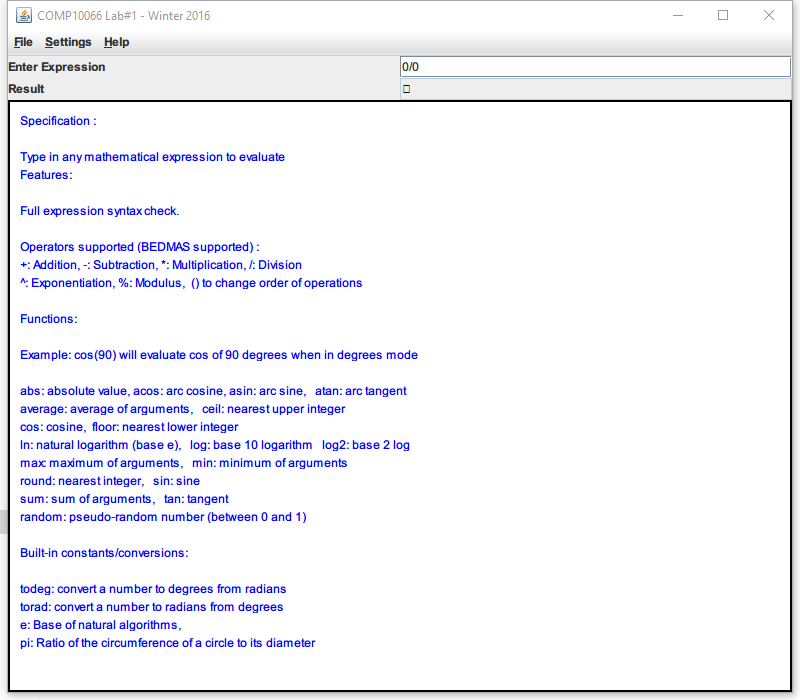 COMP10066 Lab#1 - Winter 2016
File Settings Help
Enter Expression 0/0
Result □
Specification :
Type in any mathematical expression to evaluate
Features:
Full expression syntax check.
Operators supported (BEDMAS supported) :
+: Addition, -: Subtraction, *: Multiplication, /: Division
^: Exponentiation, %: Modulus, () to change order of operations
Functions:
Example: cos(90) will evaluate cos of 90 degrees when in degrees mode
abs: absolute value, acos: arc cosine, asin: arc sine, atan: arc tangent
average: average of arguments, ceil: nearest upper integer
cos: cosine, floor: nearest lower integer
ln: natural logarithm (base e), log: base 10 logarithm log2: base 2 log
max: maximum of arguments, min: minimum of arguments
round: nearest integer, sin: sine
sum: sum of arguments, tan: tangent
random: pseudo-random number (between 0 and 1)
Built-in constants/conversions:
todeg: convert a number to degrees from radians
torad: convert a number to radians from degrees
e: Base of natural algorithms,
pi: Ratio of the circumference of a circle to its diameter